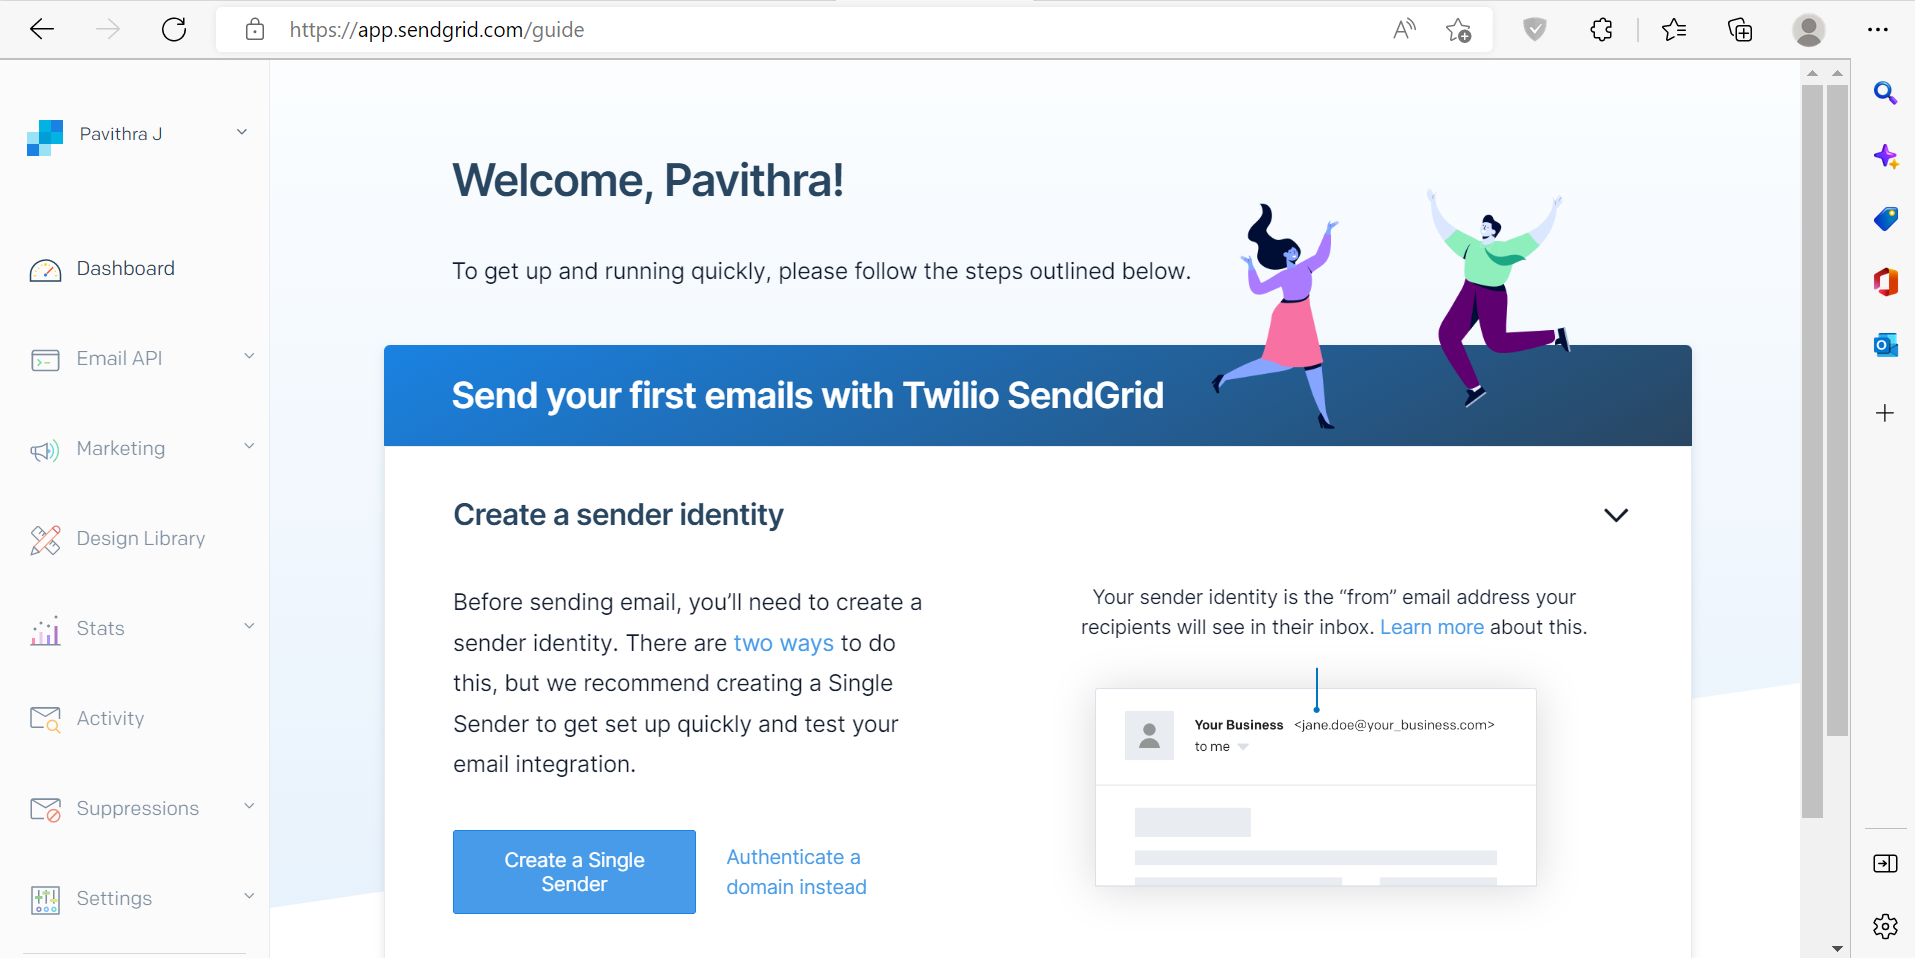 https://app.sendgrid.com/guide
Pavithra J
Dashboard
Email API
Marketing
Design Library
Stats
Activity
Suppressions
Settings
Welcome, Pavithra!
To get up and running quickly, please follow the steps outlined below.
Send your first emails with Twilio SendGrid
Create a sender identity
Before sending email, you’ll need to create a
sender identity. There are two ways to do
this, but we recommend creating a Single
Sender to get set up quickly and test your
email integration.
Create a Single
Sender
Authenticate a
domain instead
Your sender identity is the “from” email address your
recipients will see in their inbox. Learn more about this.
Your Business <jane.doe@your_business.com>
to me